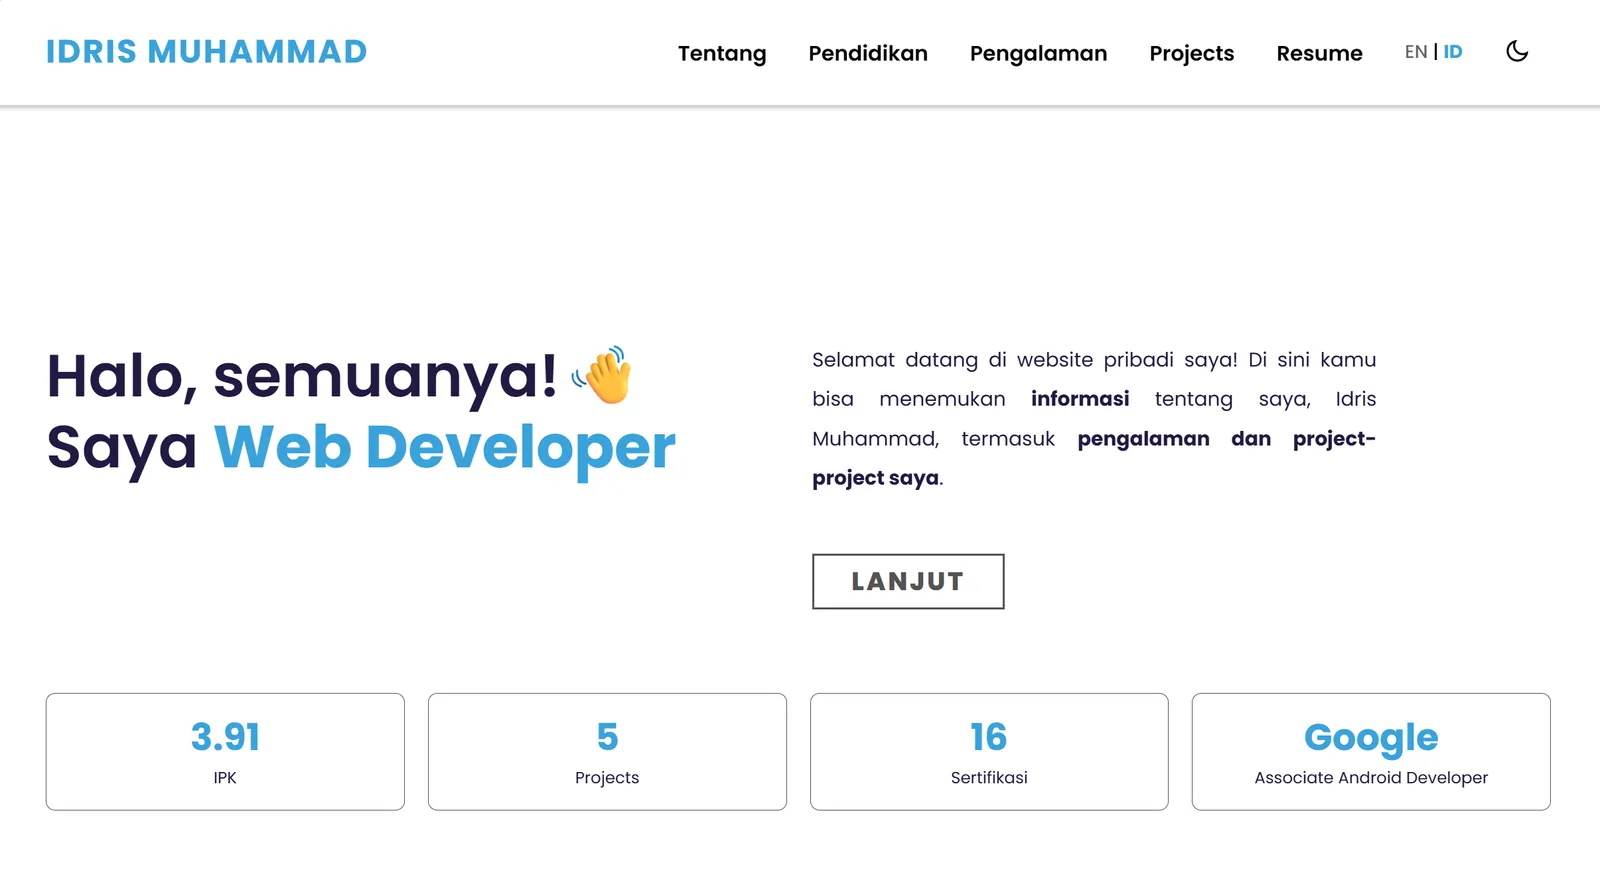 IDRIS MUHAMMAD
Tentang Pendidikan Pengalaman Projects Resume EN | ID
Halo, semuanya! 👋
Saya Web Developer
Selamat datang di website pribadi saya! Di sini kamu
bisa menemukan informasi tentang saya, Idris
Muhammad, termasuk pengalaman dan project-
project saya.
LANJUT
3.91
IPK
5
Projects
16
Sertifikasi
Google
Associate Android Developer